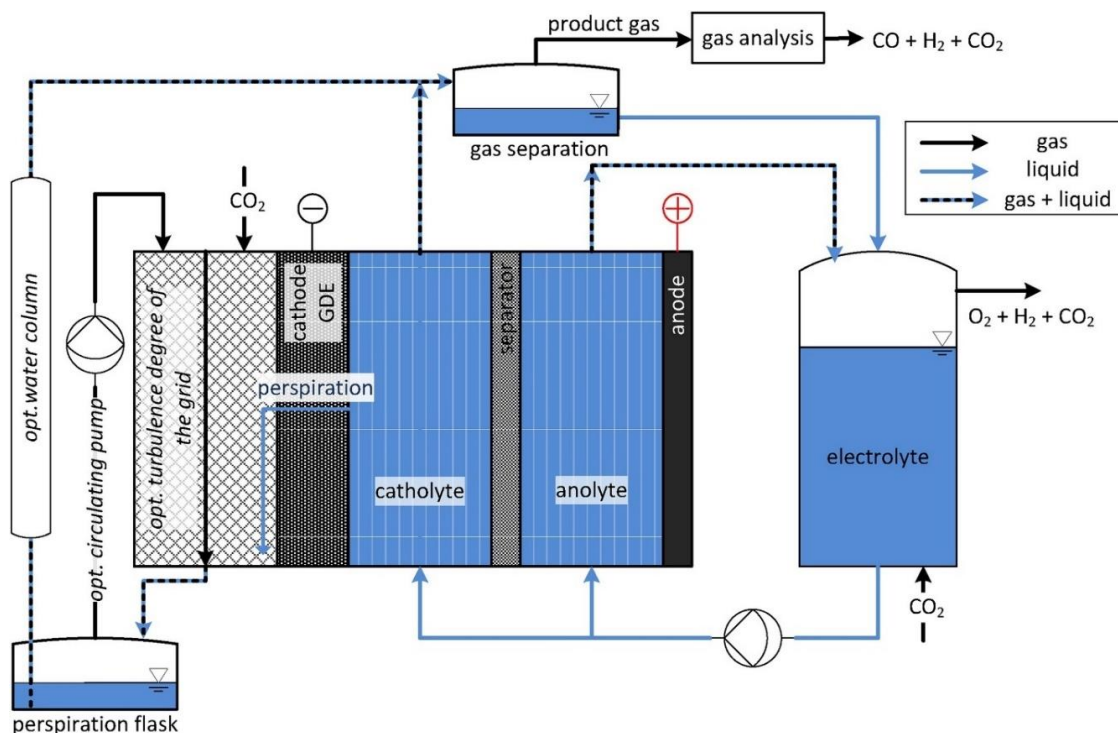 product gas
gas analysis
CO + H₂ + CO₂
gas separation
gas
liquid
gas + liquid
CO₂
−
+
opt.water column
opt. circulating pump
opt. turbulence degree of
the grid
cathode
GDE
perspiration
catholyte
separator
anolyte
anode
O₂ + H₂ + CO₂
electrolyte
CO₂
perspiration flask